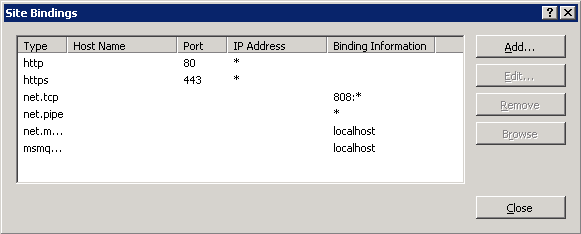 Site Bindings
Type Host Name Port IP Address Binding Information
http 80 *
https 443 *
net.tcp 808:*
net.pipe *
net.m... localhost
msmq... localhost
Add...
Edit...
Remove
Browse
Close